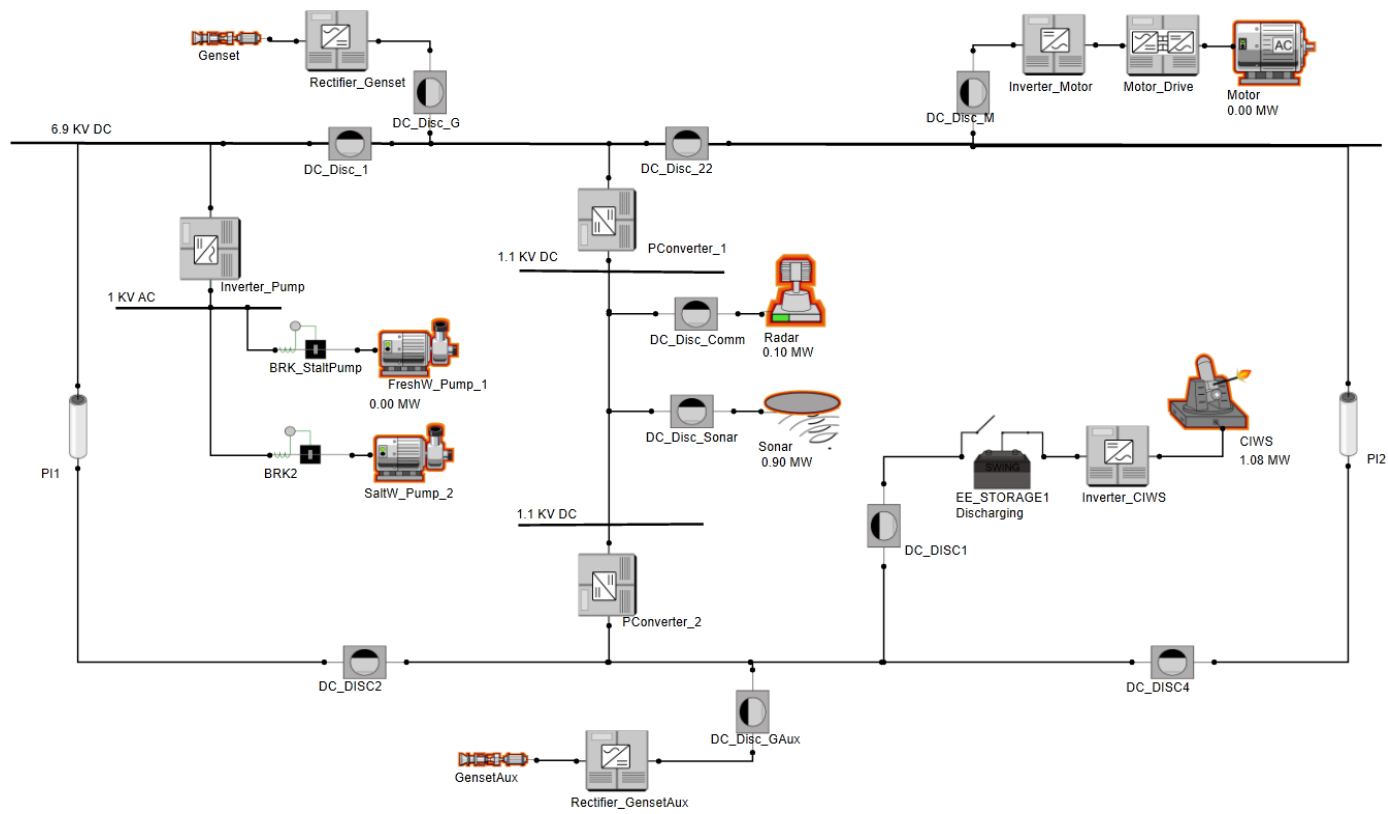 Genset
Rectifier_Genset
DC_Disc_G
Inverter_Motor
Motor_Drive
AC
Motor
0.00 MW
DC_Disc_M
6.9 KV DC
DC_Disc_1
DC_Disc_22
PConverter_1
1.1 KV DC
Inverter_Pump
1 KV AC
DC_Disc_Comm
Radar
0.10 MW
BRK_StaltPump
FreshW_Pump_1
0.00 MW
DC_Disc_Sonar
Sonar
0.90 MW
CIWS
1.08 MW
PI1
BRK2
SaltW_Pump_2
SWING
EE_STORAGE1
Discharging
Inverter_CIWS
PI2
1.1 KV DC
DC_DISC1
PConverter_2
DC_DISC2
DC_DISC4
DC_Disc_GAux
GensetAux
Rectifier_GensetAux